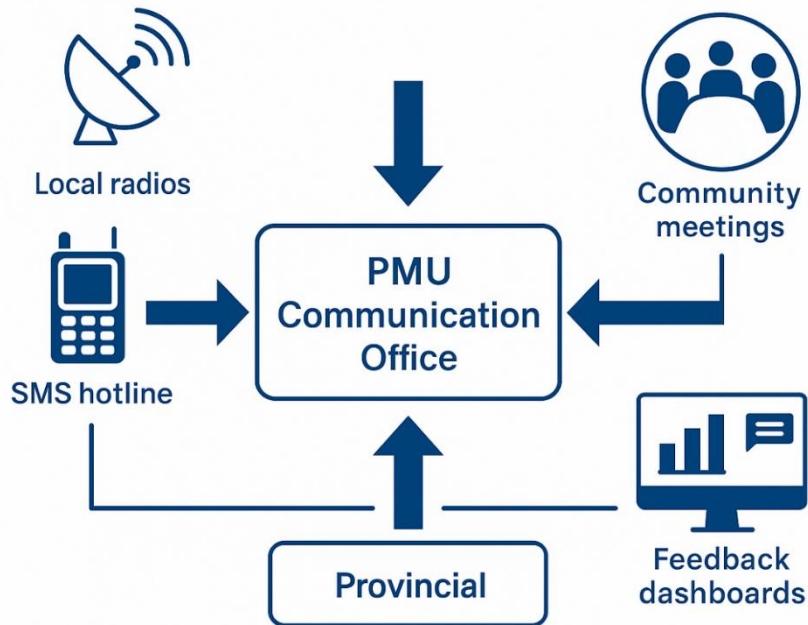 Local radios
Community
meetings
PMU
Communication
Office
SMS hotline
Provincial
Feedback
dashboards